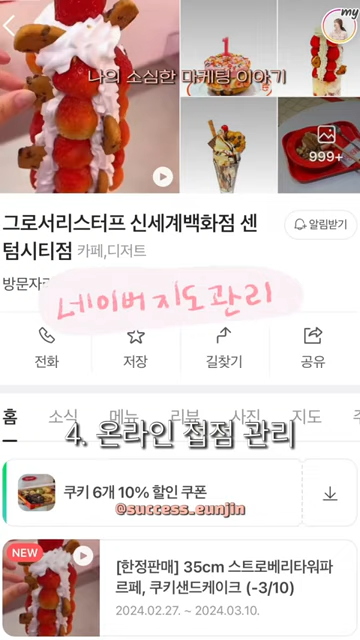 my
나의 소심한 마케팅 이야기
1
999+
그로서리스터프 신세계백화점 센
텀시티점 카페,디저트
알림받기
방문자
네이버 지도 관리
전화 저장 길찾기 공유
홈 소식 메뉴 리뷰 사진 지도
4. 온라인 접점 관리
쿠키 6개 10% 할인 쿠폰
@success_eunjin
NEW
[한정판매] 35cm 스트로베리타워파
르페, 쿠키샌드케이크 (-3/10)
2024.02.27. ~ 2024.03.10.